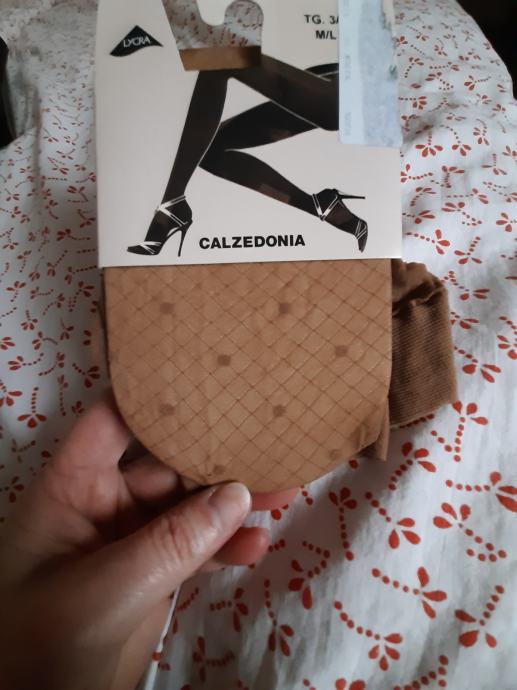 LYCRA
TG. 3/
M/L
CALZEDONIA